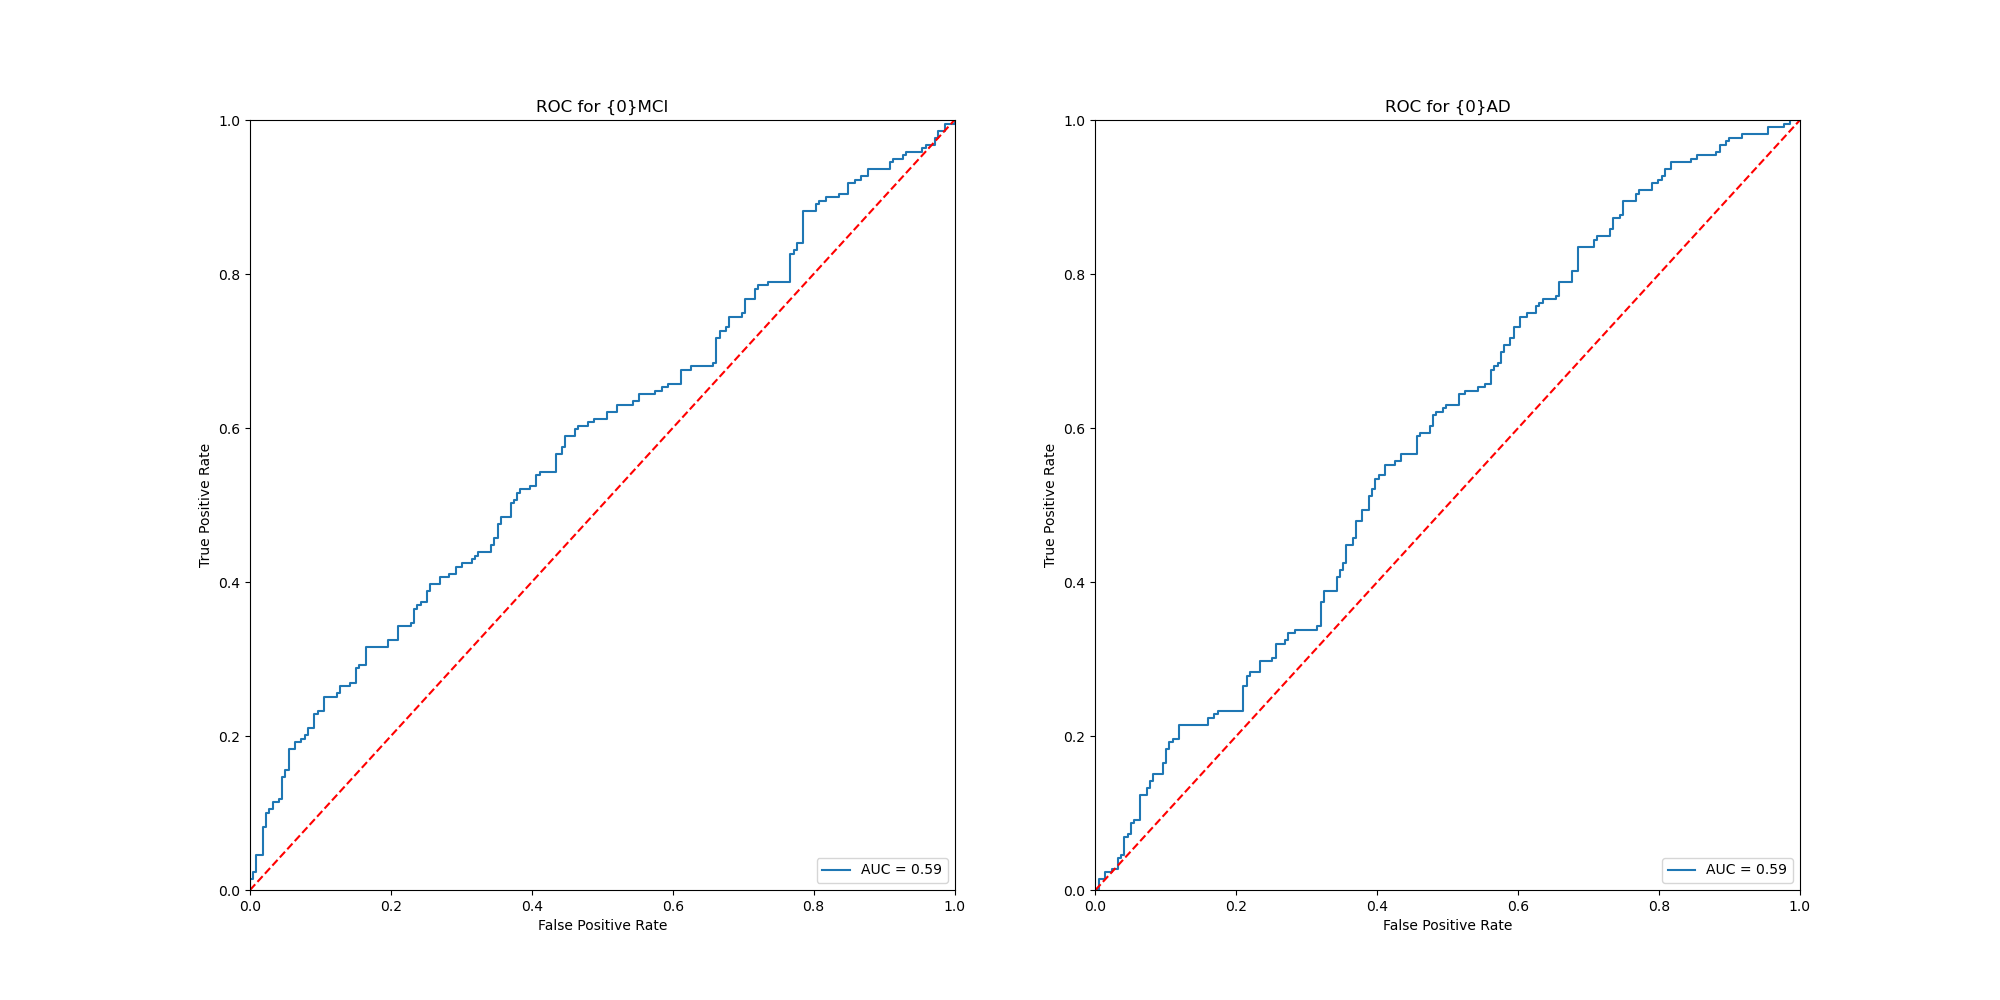 ROC for {0}MCI
1.0
0.8
0.6
0.4
0.2
0.0
True Positive Rate
0.0 0.2 0.4 0.6 0.8 1.0
False Positive Rate
AUC = 0.59
ROC for {0}AD
1.0
0.8
0.6
0.4
0.2
0.0
True Positive Rate
0.0 0.2 0.4 0.6 0.8 1.0
False Positive Rate
AUC = 0.59